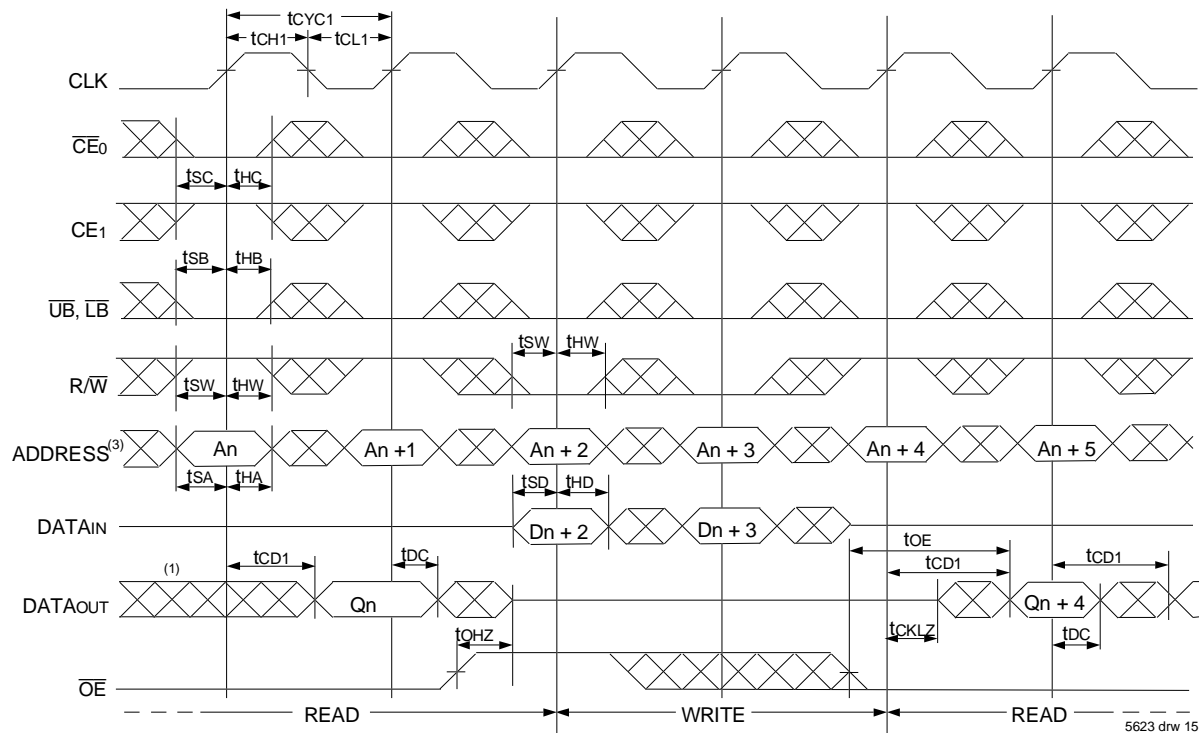 tCYC1
tCH1 tCL1
CLK
CE0
tSC tHC
CE1
tSB tHB
UB, LB
tSW tHW
R/W
tSW tHW
ADDRESS(3) An An +1 An + 2 An + 3 An + 4 An + 5
tSA tHA tSD tHD
DATAIN Dn + 2 Dn + 3
tOE
(1) tCD1 tDC tCD1 tCD1
DATAOUT Qn Qn + 4
tOHZ tCKLZ tDC
OE
READ WRITE READ
5623 drw 15